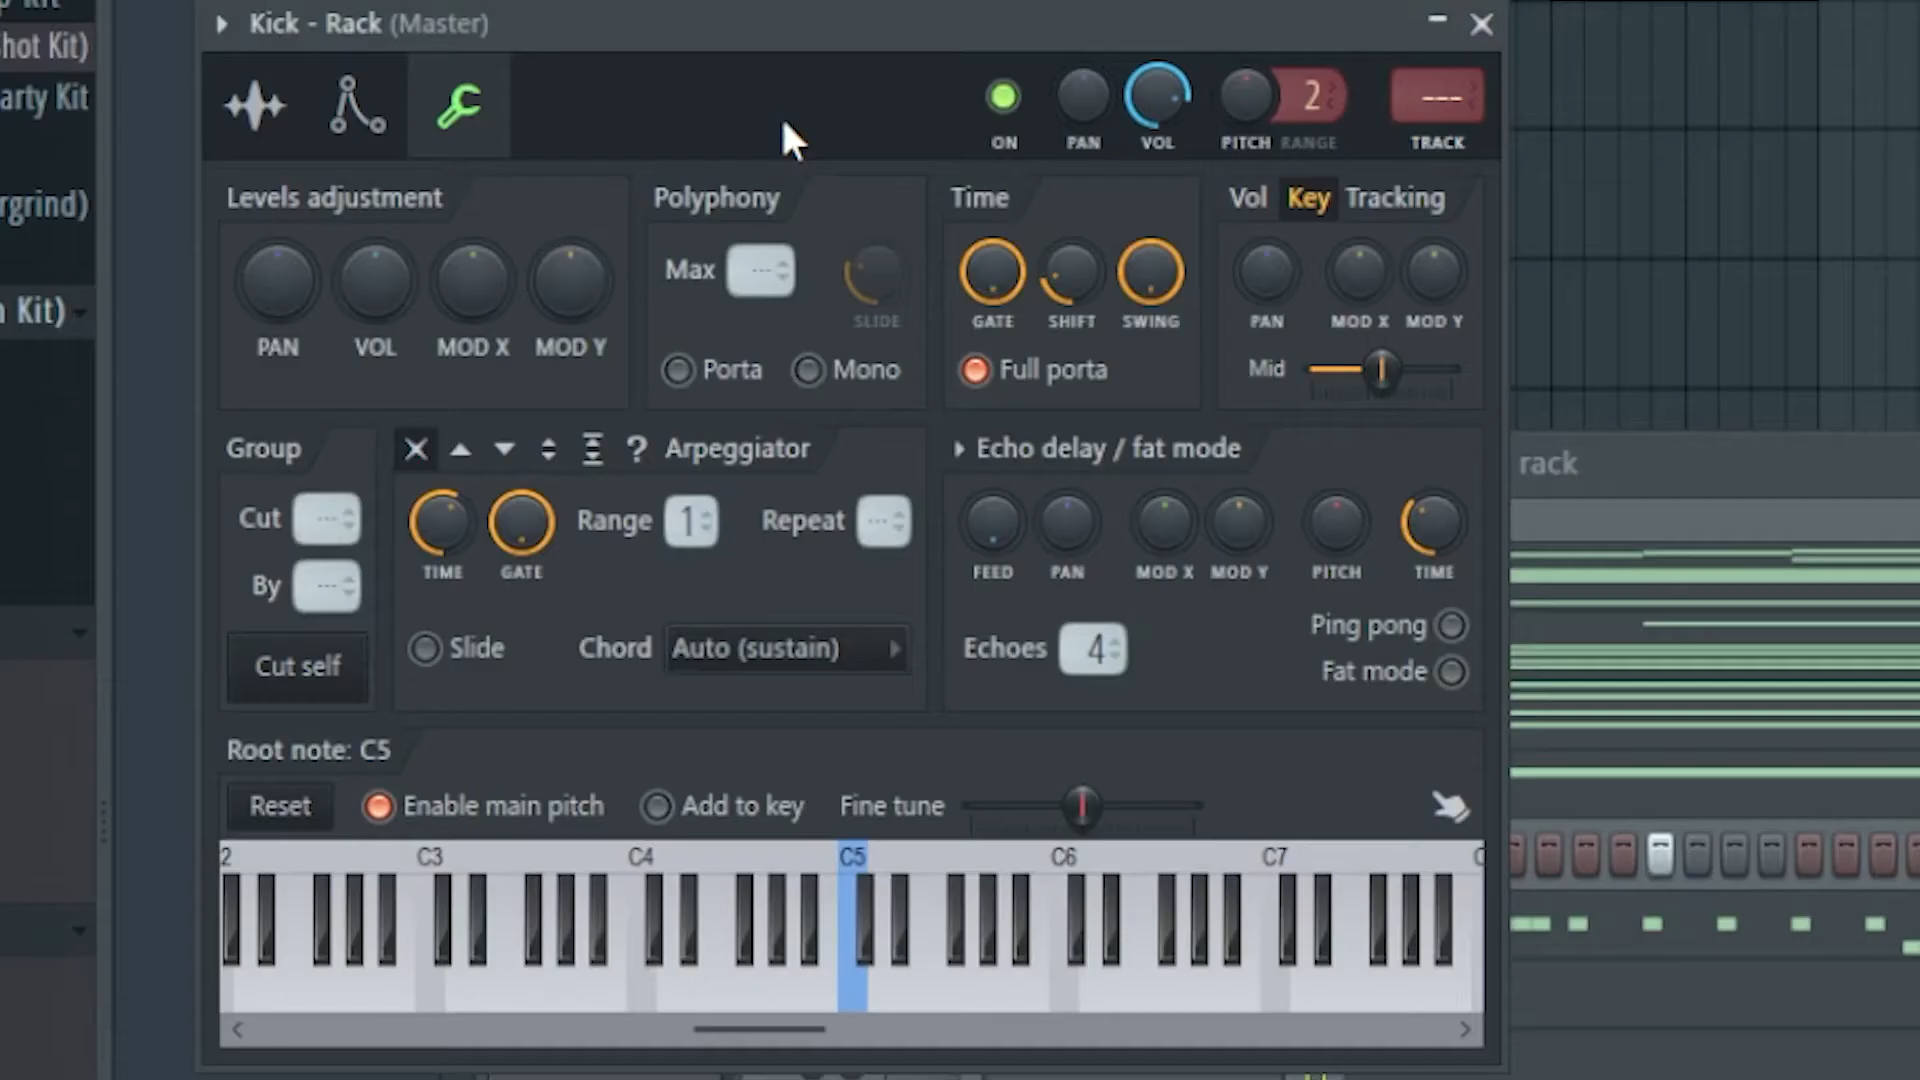 Kick - Rack (Master)
hot Kit)
arty Kit
rgrind)
n Kit)
2
---
ON
PAN
VOL
PITCH
RANGE
TRACK
Levels adjustment
PAN
VOL
MOD X
MOD Y
Polyphony
Max
---
SLIDE
Porta
Mono
Time
GATE
SHIFT
SWING
Full porta
Vol
Key
Tracking
PAN
MOD X
MOD Y
Mid
Group
Cut
---
By
---
Cut self
? Arpeggiator
TIME
GATE
Range
1
Repeat
---
Slide
Chord
Auto (sustain)
Echo delay / fat mode
FEED
PAN
MOD X
MOD Y
PITCH
TIME
Echoes
4
Ping pong
Fat mode
rack
Root note: C5
Reset
Enable main pitch
Add to key
Fine tune
2
C3
C4
C5
C6
C7